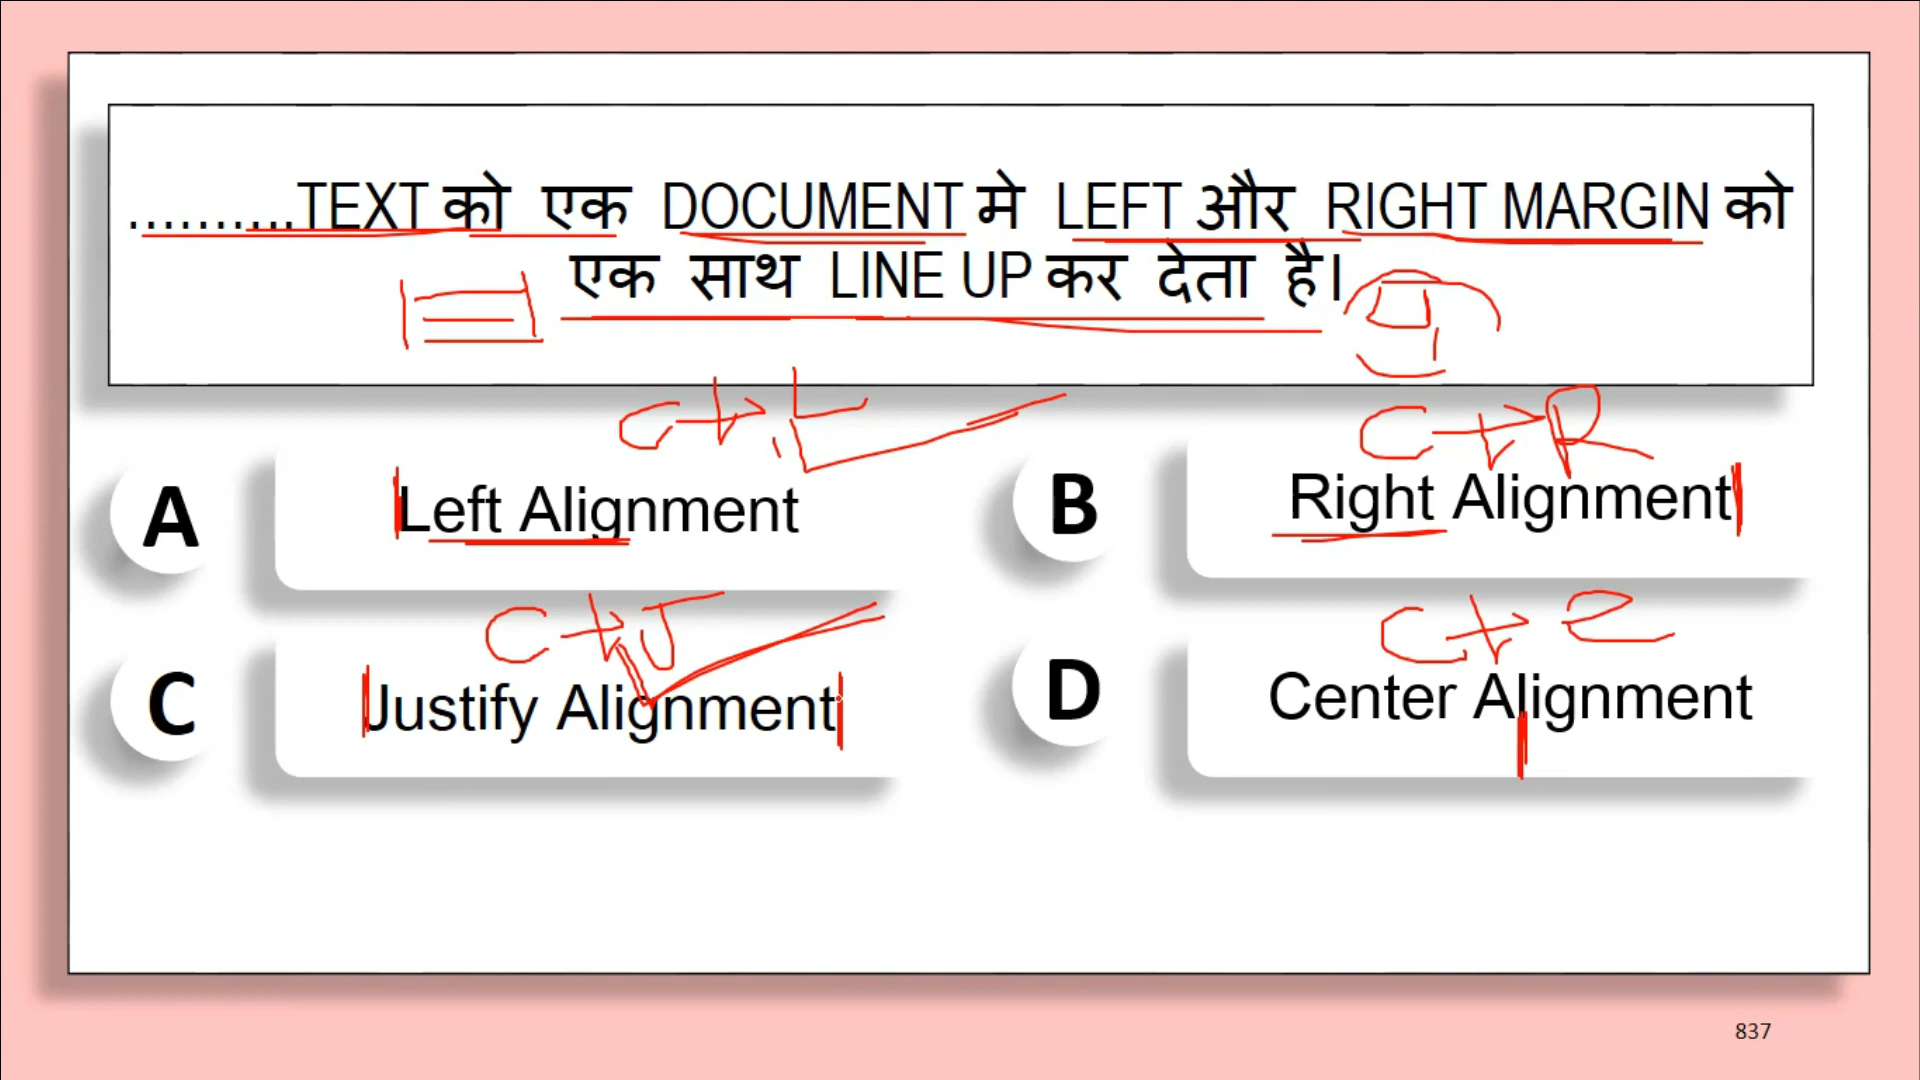 ..........TEXT को एक DOCUMENT मे LEFT और RIGHT MARGIN को
एक साथ LINE UP कर देता है।
C+L
C+R
A Left Alignment
B Right Alignment
C+J
C+e
C Justify Alignment
D Center Alignment
837